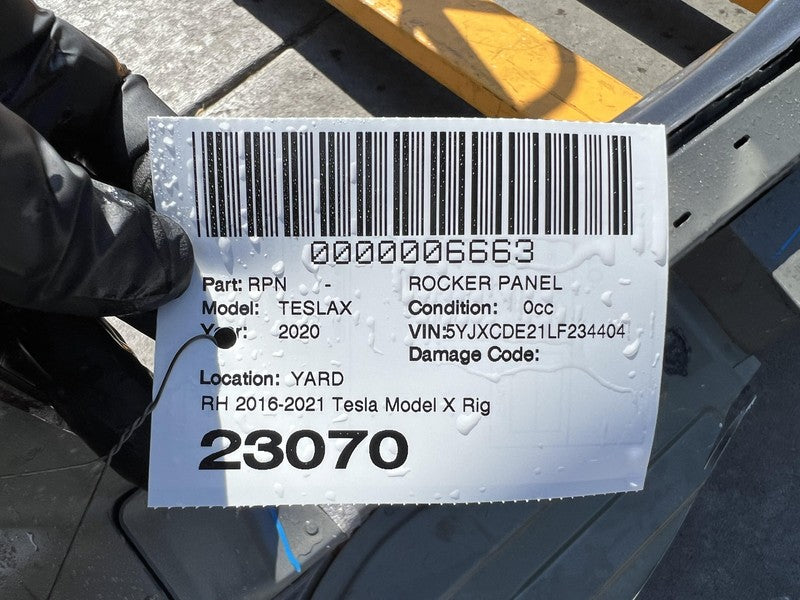 0000006663
Part: RPN - ROCKER PANEL
Model: TESLAX Condition: 0cc
Year: 2020 VIN:5YJXCDE21LF234404
Damage Code:
Location: YARD
RH 2016-2021 Tesla Model X Rig
23070